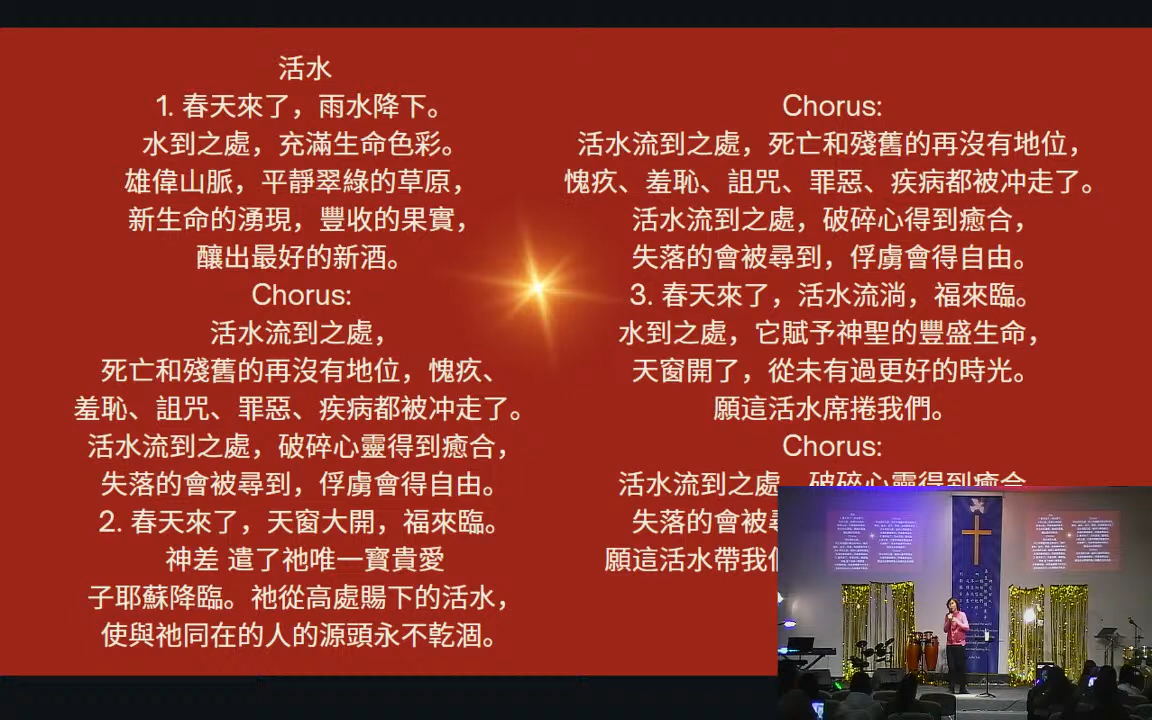 活水
1. 春天來了，雨水降下。
水到之處，充滿生命色彩。
雄偉山脈，平靜翠綠的草原，
新生命的湧現，豐收的果實，
釀出最好的新酒。
Chorus:
活水流到之處，
死亡和殘舊的再沒有地位，愧疚、
羞恥、詛咒、罪惡、疾病都被冲走了。
活水流到之處，破碎心靈得到癒合，
失落的會被尋到，俘虜會得自由。
2. 春天來了，天窗大開，福來臨。
神差 遣了祂唯一寳貴愛
子耶蘇降臨。祂從高處賜下的活水，
使與祂同在的人的源頭永不乾涸。
Chorus:
活水流到之處，死亡和殘舊的再沒有地位，
愧疚、羞恥、詛咒、罪惡、疾病都被冲走了。
活水流到之處，破碎心得到癒合，
失落的會被尋到，俘虜會得自由。
3. 春天來了，活水流淌，福來臨。
水到之處，它賦予神聖的豐盛生命，
天窗開了，從未有過更好的時光。
願這活水席捲我們。
Chorus:
活水流到之處，破碎心靈得到癒合
失落的會被
願這活水帶我